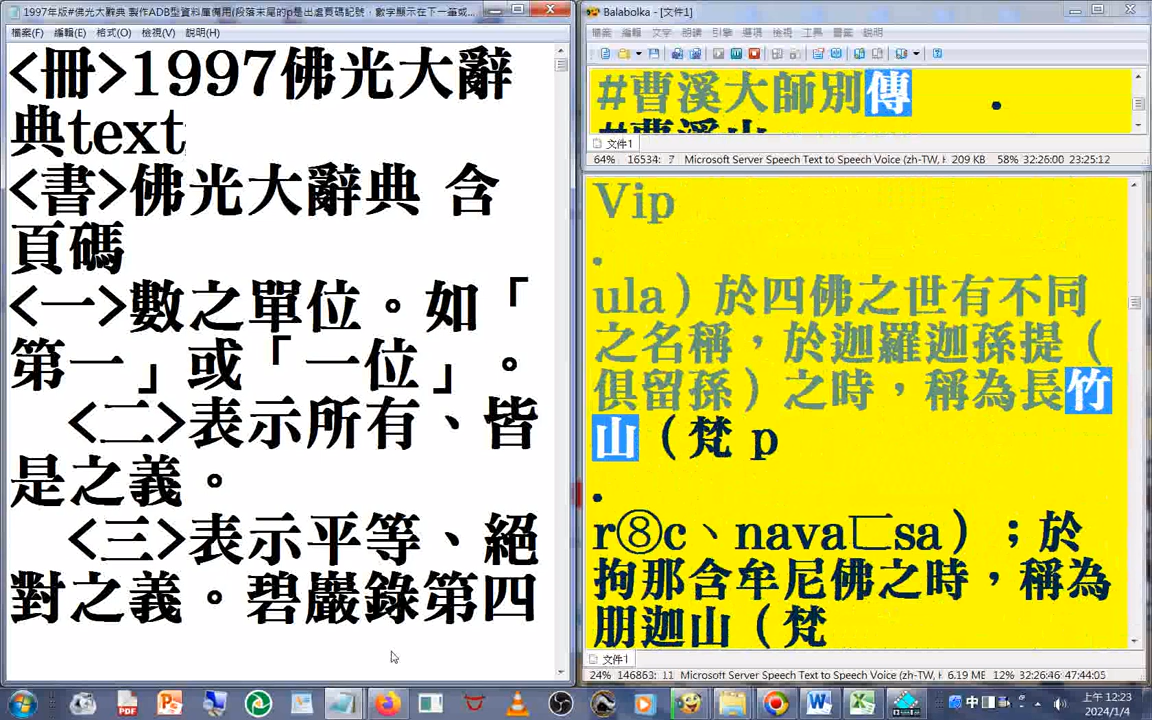 1997年版#佛光大辭典 製作ADB型資料庫備用(段落末尾的p是出處頁碼記號，數字顯示在下一筆或...
檔案(F) 編輯(E) 格式(O) 檢視(V) 說明(H)
<冊>1997佛光大辭
典text
<書>佛光大辭典 含
頁碼
<一>數之單位。如「
第一」或「一位」。
<二>表示所有、皆
是之義。
<三>表示平等、絕
對之義。碧巖錄第四
Balabolka - [文件1]
檔案 編輯 文字 朗讀 引擎 選項 檢視 工具 書籤 說明
#曹溪大師別傳
#曹溪山
文件1
64% 16534: 7 Microsoft Server Speech Text to Speech Voice (zh-TW, H 209 KB 58% 32:26:00 23:25:12
Vip
.
ula）於四佛之世有不同
之名稱，於迦羅迦孫提（
俱留孫）之時，稱為長竹
山（梵 p
.
r⑧c、nava匚sa）；於
拘那含牟尼佛之時，稱為
朋迦山（梵
文件1
24% 146863: 11 Microsoft Server Speech Text to Speech Voice (zh-TW, H 6.19 ME 12% 32:26:46 47:44:05
中
上午 12:23
2024/1/4